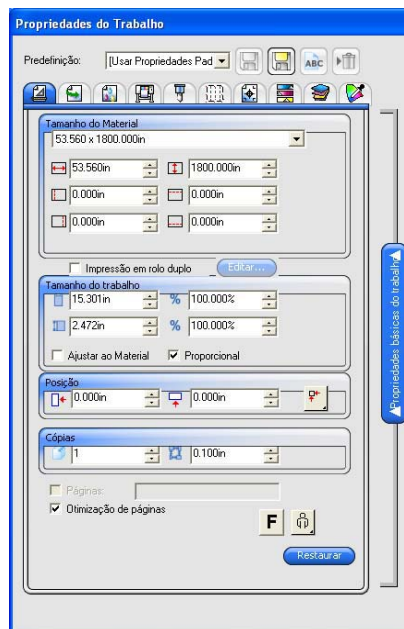 Propriedades do Trabalho
Predefinição: [Usar Propriedades Pad
ABC
Tamanho do Material
53.560 x 1800.000in
53.560in 1800.000in
0.000in 0.000in
0.000in 0.000in
Impressão em rolo duplo Editar...
Tamanho do trabalho
15.301in % 100.000%
2.472in % 100.000%
Ajustar ao Material Proporcional
Posição
0.000in 0.000in
Cópias
1 0.100in
Páginas:
Otimização de páginas
F
Restaurar
Propriedades básicas do trabalho